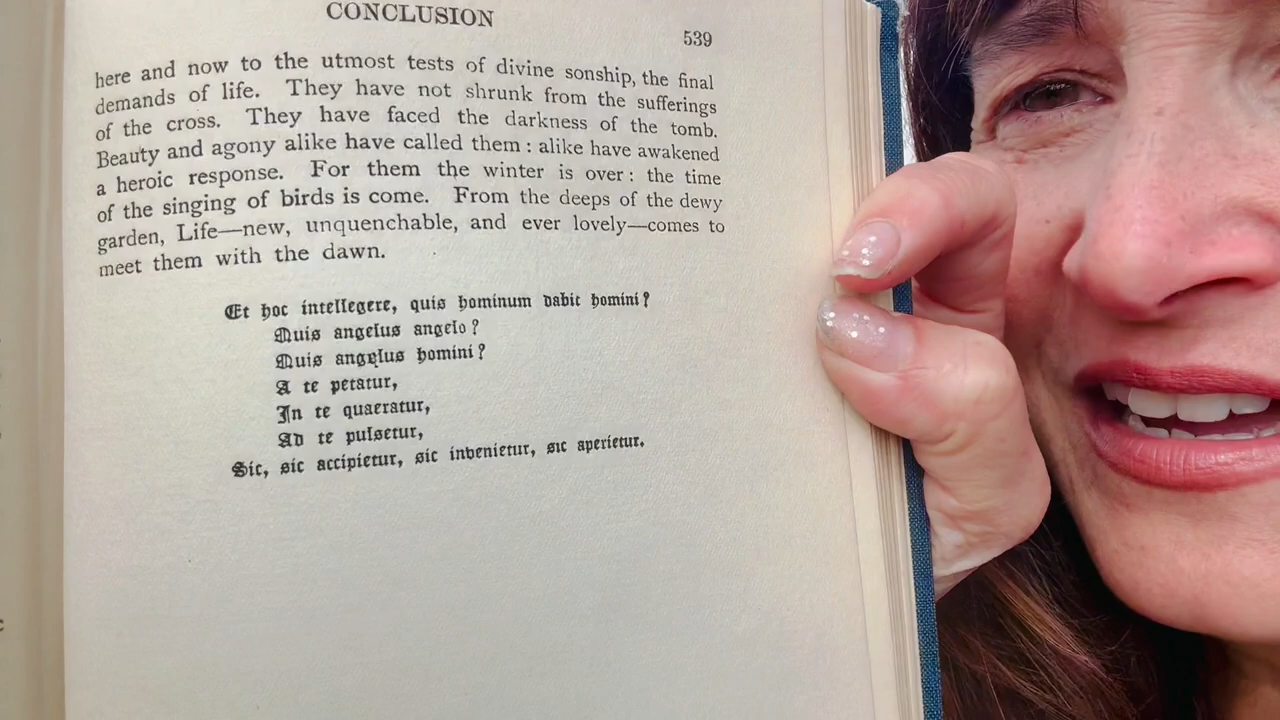 CONCLUSION
539
here and now to the utmost tests of divine sonship, the final
demands of life. They have not shrunk from the sufferings
of the cross. They have faced the darkness of the tomb.
Beauty and agony alike have called them : alike have awakened
a heroic response. For them the winter is over : the time
of the singing of birds is come. From the deeps of the dewy
garden, Life—new, unquenchable, and ever lovely—comes to
meet them with the dawn.
Et hoc intellegere, quis hominum dabit homini?
Quis angelus angelo?
Quis angelus homini?
A te petatur,
In te quaeratur,
Ad te pulsetur,
Sic, sic accipietur, sic invenietur, sic aperietur.